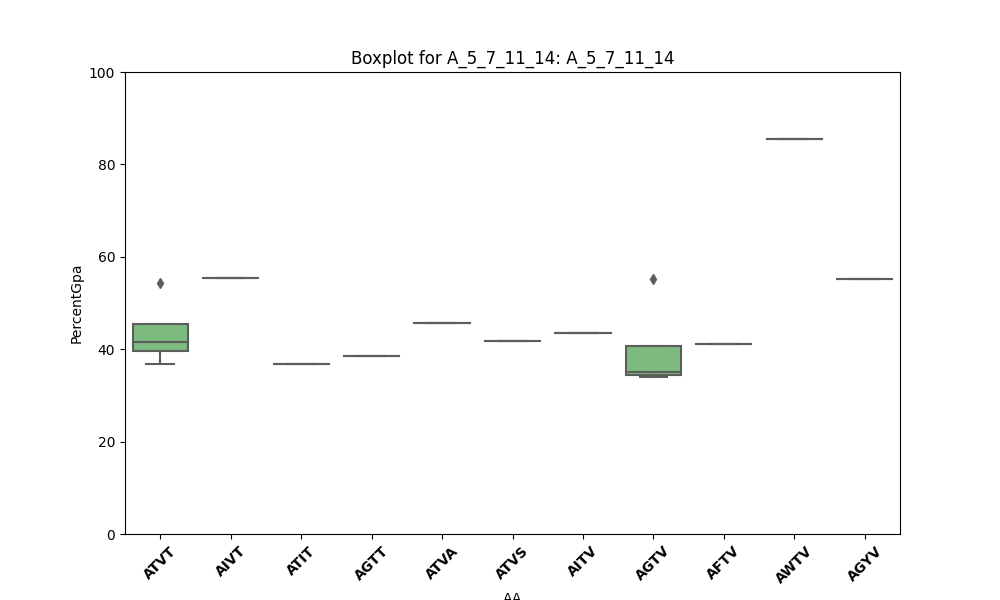 Boxplot for A_5_7_11_14: A_5_7_11_14
100
80
60
40
20
0
PercentGpa
ATVT AIVT ATIT AGTT ATVA ATVS AITV AGTV AFTV AWTV AGYV
AA